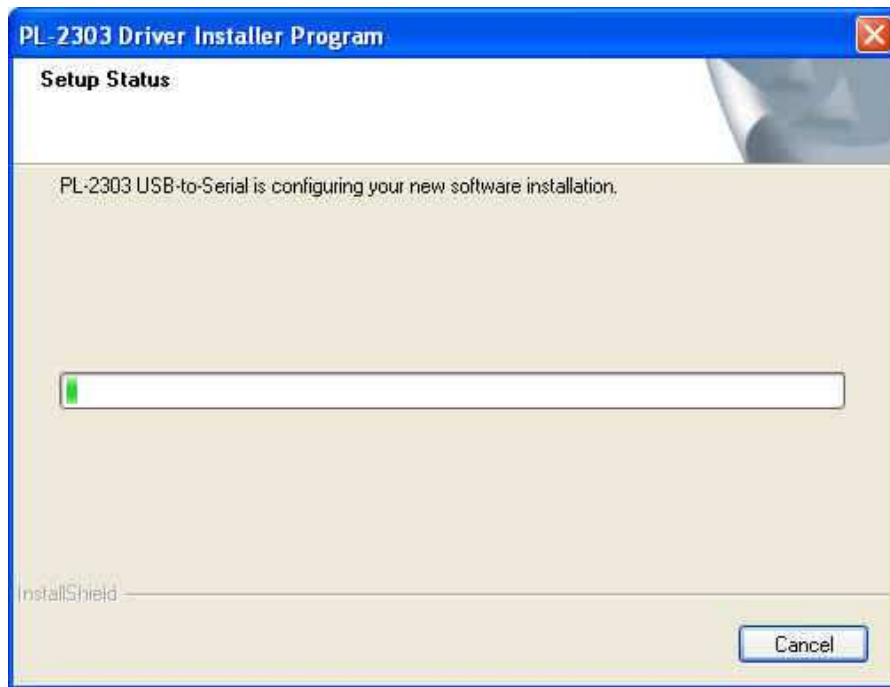 PL-2303 Driver Installer Program
Setup Status
PL-2303 USB-to-Serial is configuring your new software installation.
InstallShield
Cancel